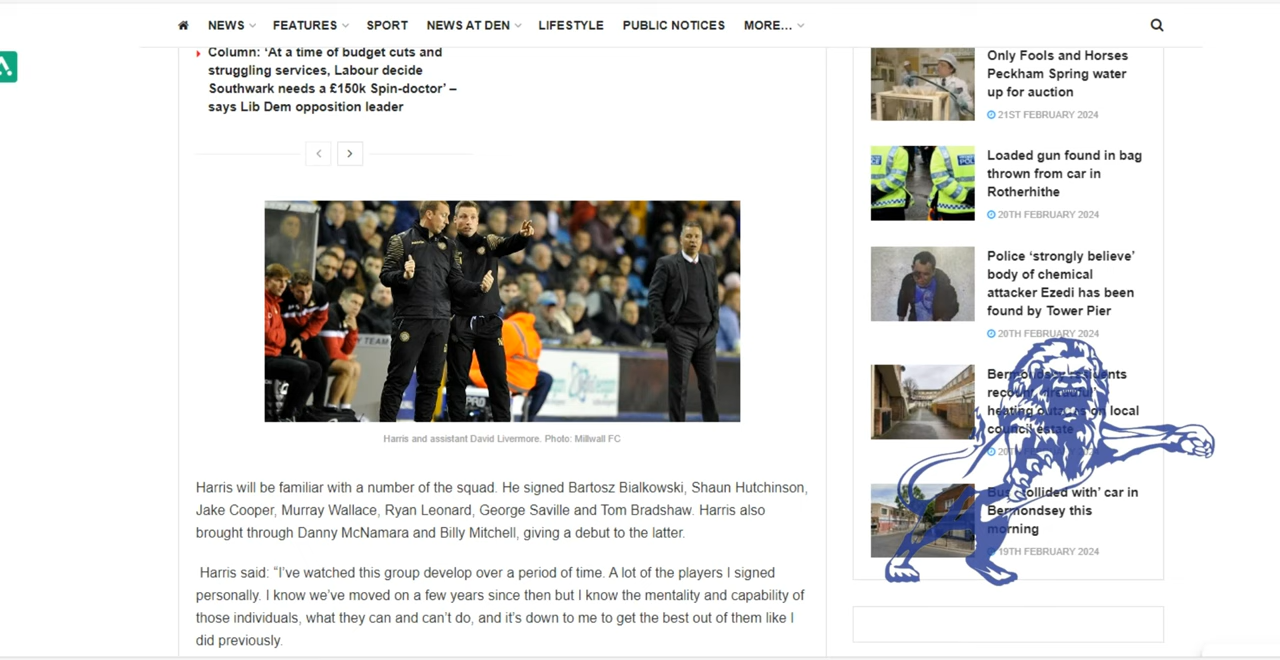 NEWS FEATURES SPORT NEWS AT DEN LIFESTYLE PUBLIC NOTICES MORE...
Column: ‘At a time of budget cuts and
struggling services, Labour decide
Southwark needs a £150k Spin-doctor’ –
says Lib Dem opposition leader
Harris and assistant David Livermore. Photo: Millwall FC
Harris will be familiar with a number of the squad. He signed Bartosz Bialkowski, Shaun Hutchinson,
Jake Cooper, Murray Wallace, Ryan Leonard, George Saville and Tom Bradshaw. Harris also
brought through Danny McNamara and Billy Mitchell, giving a debut to the latter.
Harris said: “I’ve watched this group develop over a period of time. A lot of the players I signed
personally. I know we’ve moved on a few years since then but I know the mentality and capability of
those individuals, what they can and can’t do, and it’s down to me to get the best out of them like I
did previously.
Only Fools and Horses
Peckham Spring water
up for auction
21ST FEBRUARY 2024
Loaded gun found in bag
thrown from car in
Rotherhithe
20TH FEBRUARY 2024
Police ‘strongly believe’
body of chemical
attacker Ezedi has been
found by Tower Pier
20TH FEBRUARY 2024
heating on local
council estate
car in
Bermondsey this
morning
19TH FEBRUARY 2024